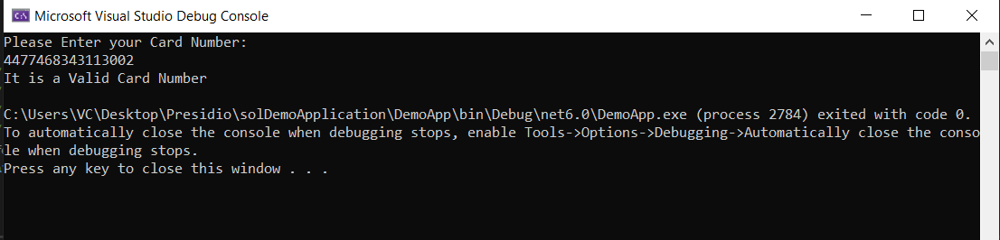 Microsoft Visual Studio Debug Console
Please Enter your Card Number:
4477468343113002
It is a Valid Card Number
C:\Users\VC\Desktop\Presidio\solDemoApplication\DemoApp\bin\Debug\net6.0\DemoApp.exe (process 2784) exited with code 0.
To automatically close the console when debugging stops, enable Tools->Options->Debugging->Automatically close the conso
le when debugging stops.
Press any key to close this window . . .